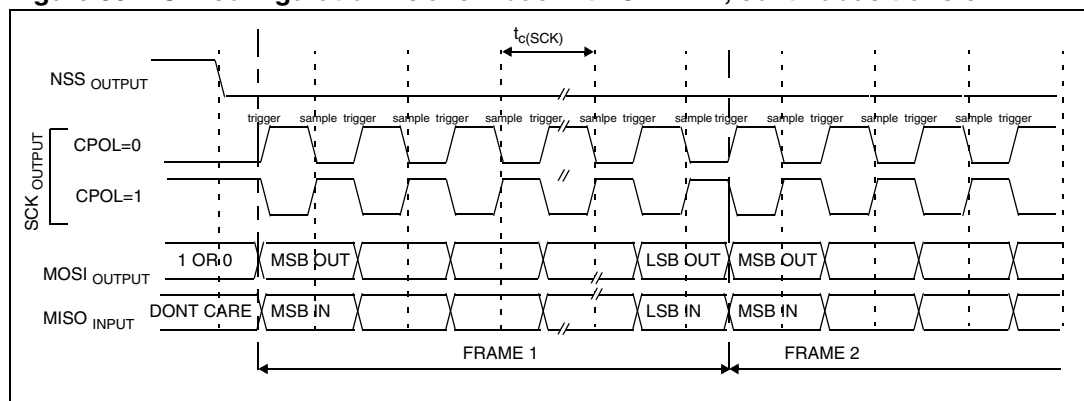 t c(SCK)
NSS OUTPUT
trigger sample trigger sample trigger sample trigger samlpe trigger sample trigger sample trigger sample trigger sample trigger
SCK OUTPUT
CPOL=0
CPOL=1
1 OR 0 MSB OUT LSB OUT MSB OUT
MOSI OUTPUT
DONT CARE MSB IN LSB IN MSB IN
MISO INPUT
FRAME 1 FRAME 2